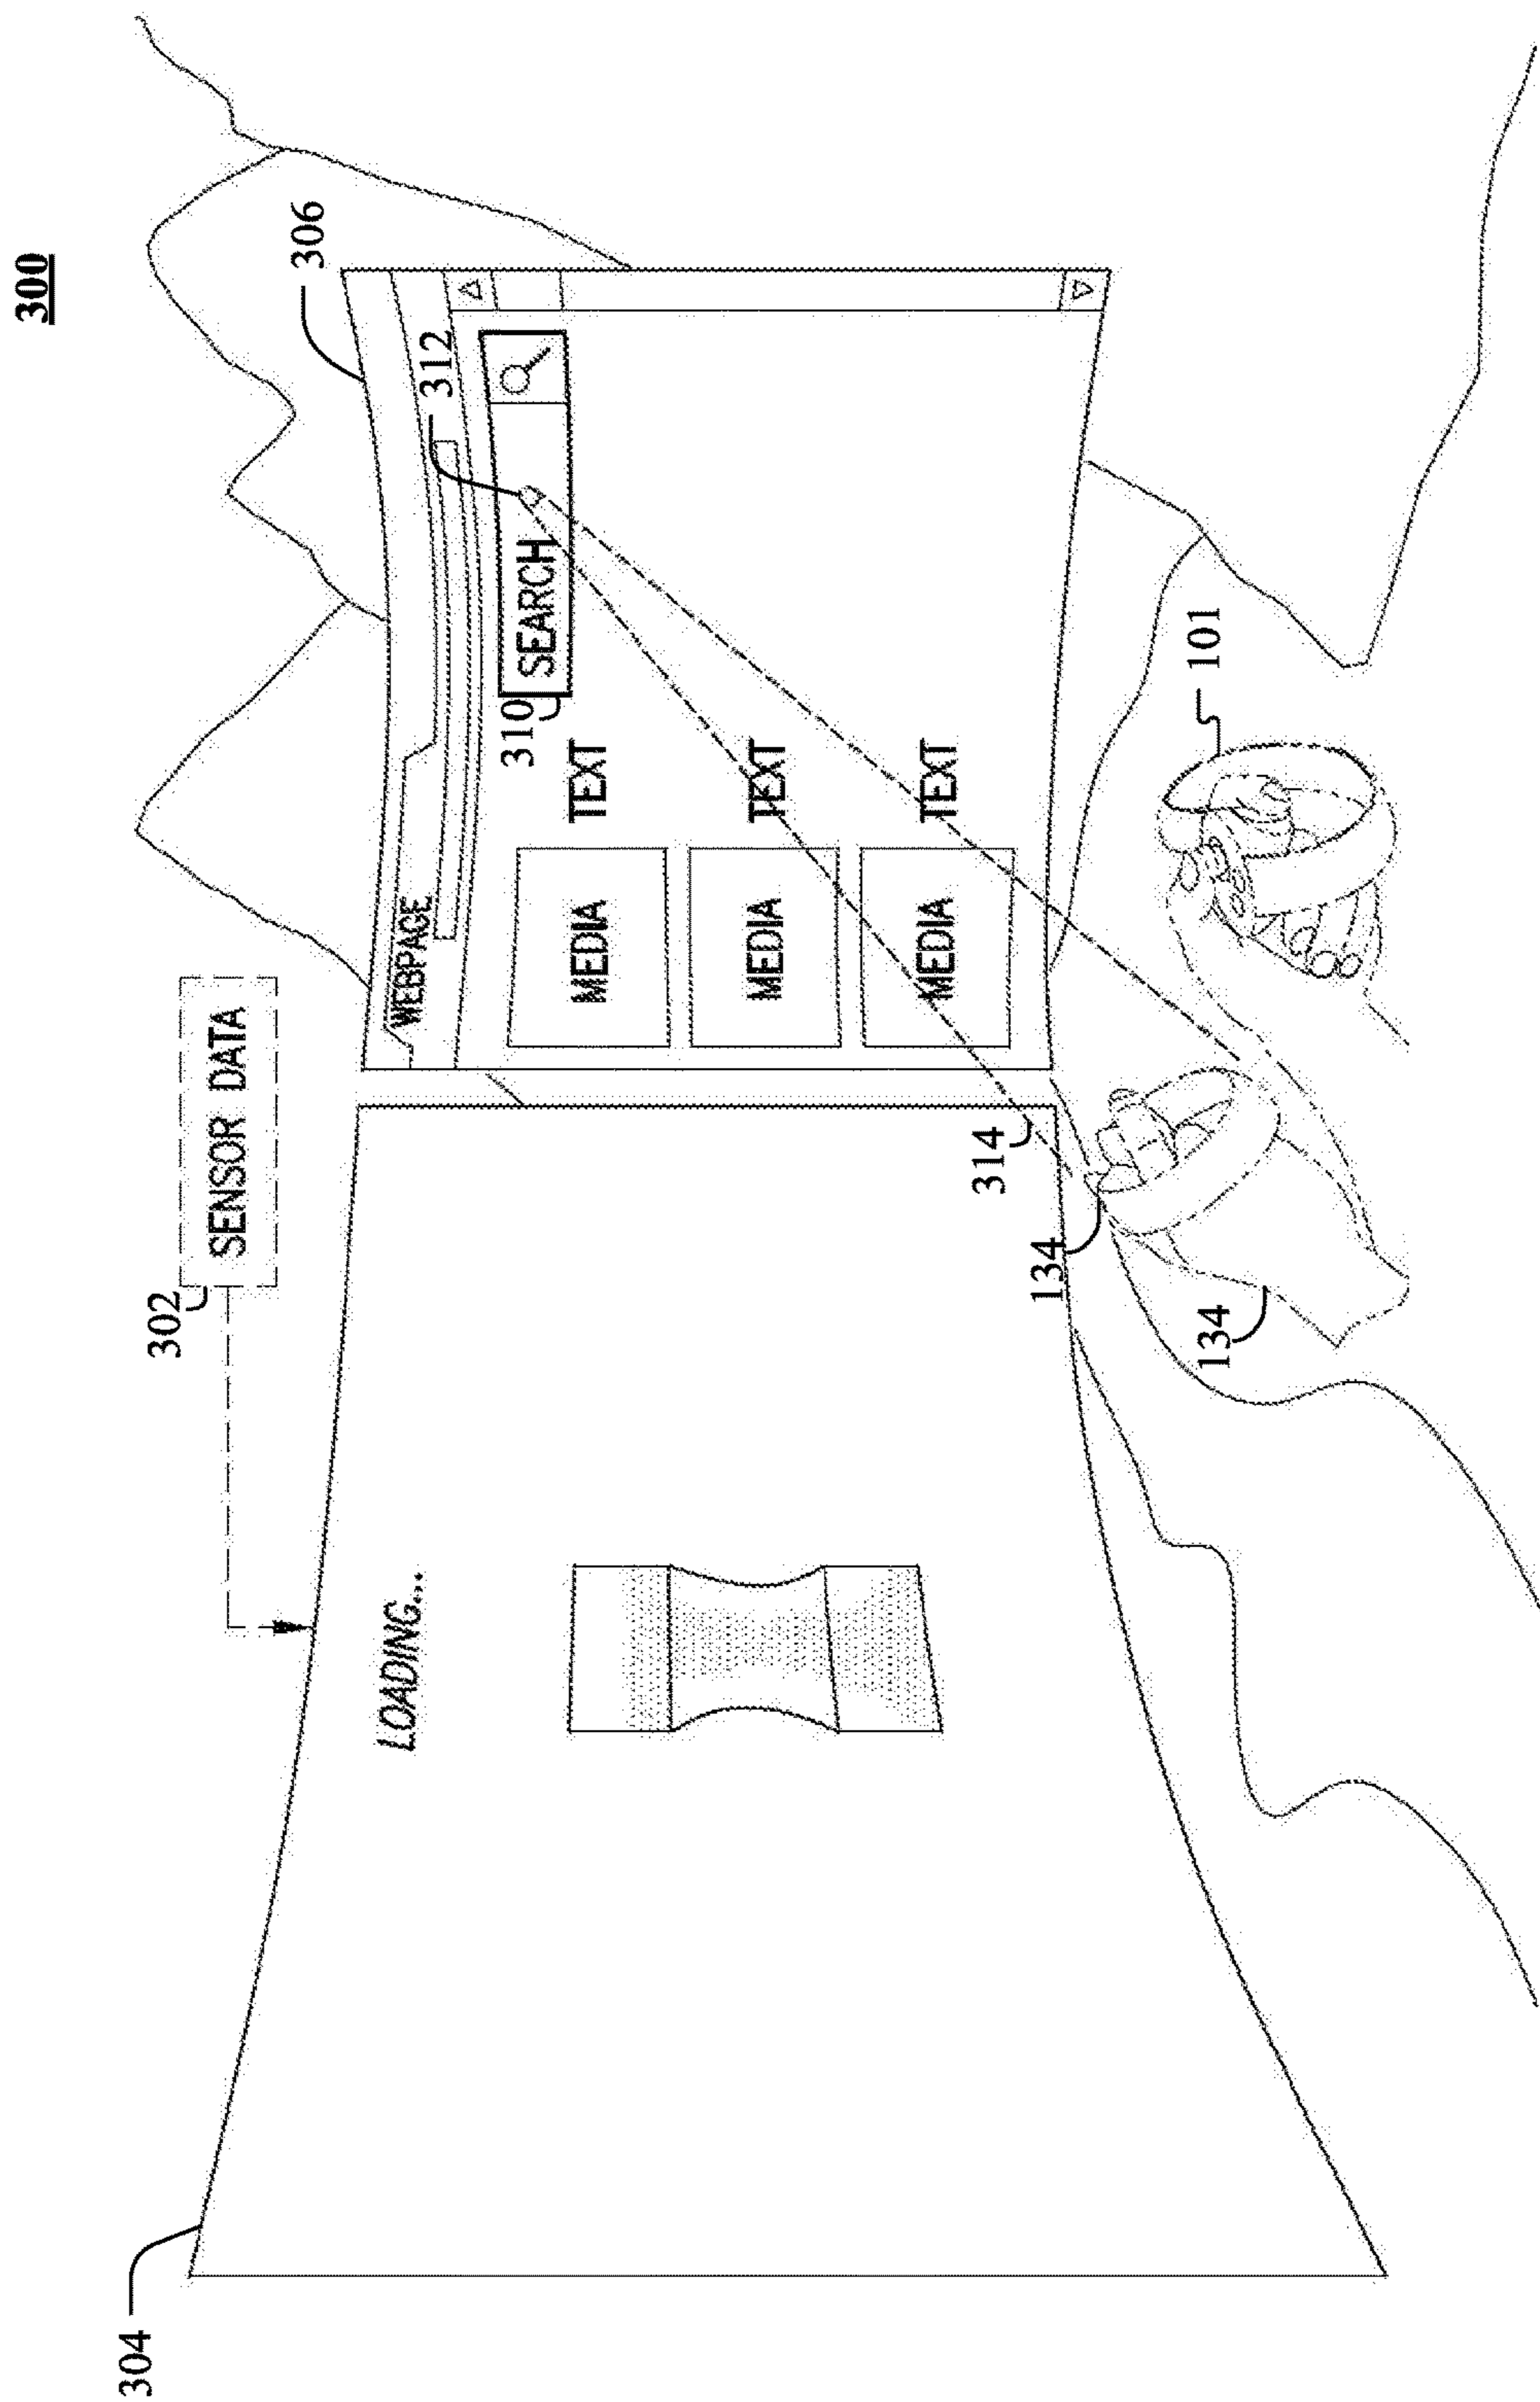 300
302
SENSOR DATA
304
306
LOADING...
WEBPAGE
312
310
SEARCH
MEDIA
TEXT
MEDIA
TEXT
MEDIA
TEXT
314
134
134
101